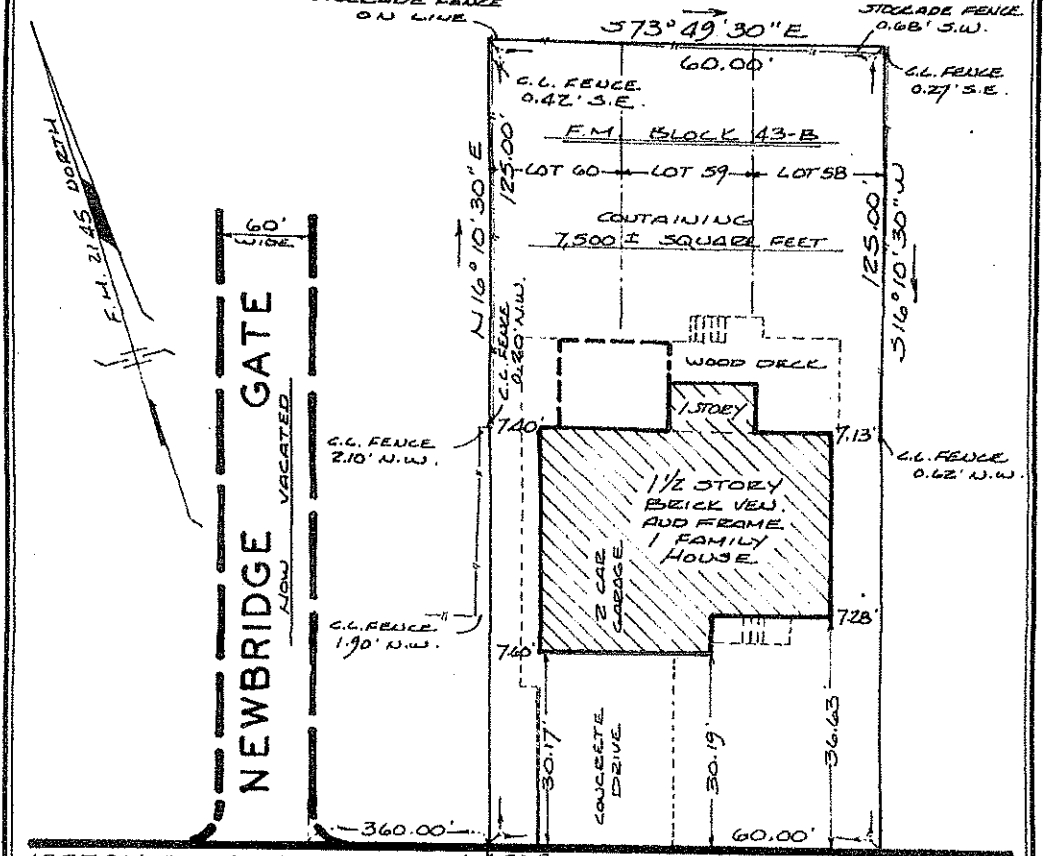 ON LINE
S73°49'30"E
STOCKADE FENCE
0.68' S.W.
60.00'
C.L. FENCE
0.42' S.E.
C.L. FENCE
0.27' S.E.
F.M. BLOCK 43-B
LOT 60
LOT 59
LOT 58
N16°10'30"E
125.00'
S16°10'30"W
125.00'
CONTAINING
7,500 ± SQUARE FEET
F.M. 2145 NORTH
60'
WIDE
NEWBRIDGE GATE
NOW VACATED
C.L. FENCE
0.20' N.W.
WOOD DECK
1 STORY
7.40'
7.13'
C.L. FENCE
2.10' N.W.
C.L. FENCE
0.62' N.W.
1 1/2 STORY
BRICK VEN.
AND FRAME
1 FAMILY
HOUSE
2 CAR
GARAGE
C.L. FENCE
1.90' N.W.
7.28'
7.60'
CONCRETE
DRIVE
30.17'
30.19'
36.63'
360.00'
60.00'